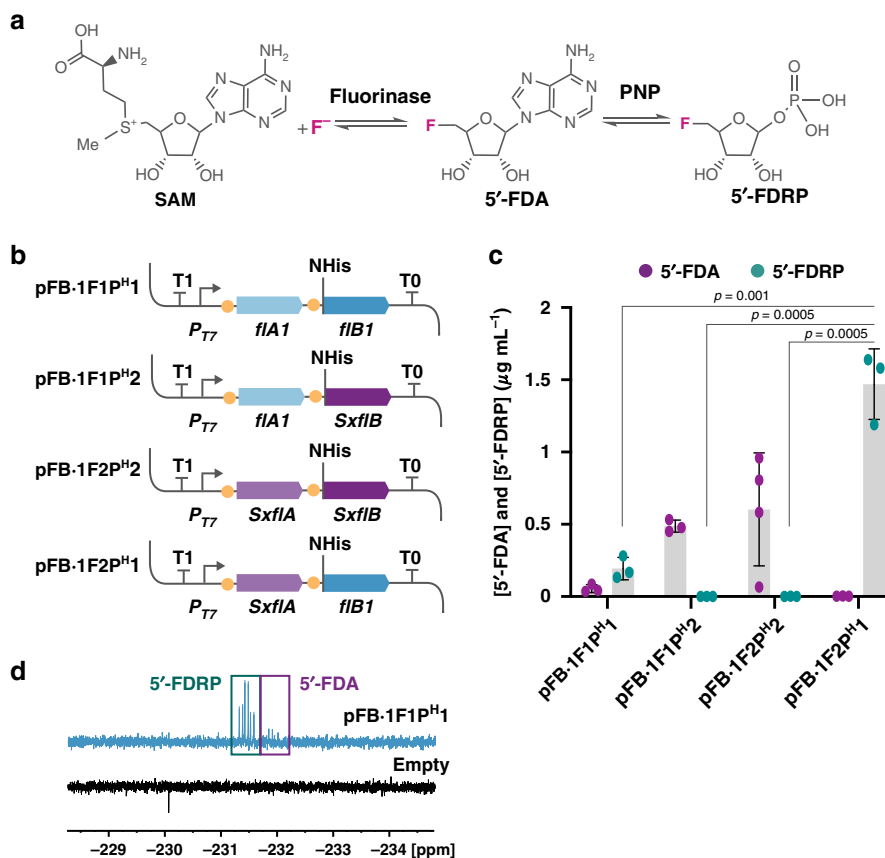 a
OH
O
NH₂
NH₂
N
N
N
N
S⁺
Me
O
HO
OH
SAM
+F⁻
Fluorinase
NH₂
N
N
N
N
F
O
HO
OH
5′-FDA
PNP
O
P
OH
OH
O
F
O
HO
OH
5′-FDRP
b
pFB·1F1Pᴴ1
T1
NHis
T0
P_T7
flA1
flB1
pFB·1F1Pᴴ2
T1
NHis
T0
P_T7
flA1
SxflB
pFB·1F2Pᴴ2
T1
NHis
T0
P_T7
SxflA
SxflB
pFB·1F2Pᴴ1
T1
NHis
T0
P_T7
SxflA
flB1
c
5′-FDA
5′-FDRP
[5′-FDA] and [5′-FDRP] (µg mL⁻¹)
2
1.5
1
0.5
0
p = 0.001
p = 0.0005
p = 0.0005
pFB·1F1Pᴴ1
pFB·1F1Pᴴ2
pFB·1F2Pᴴ2
pFB·1F2Pᴴ1
d
5′-FDRP
5′-FDA
pFB·1F1Pᴴ1
Empty
–229 –230 –231 –232 –233 –234 [ppm]